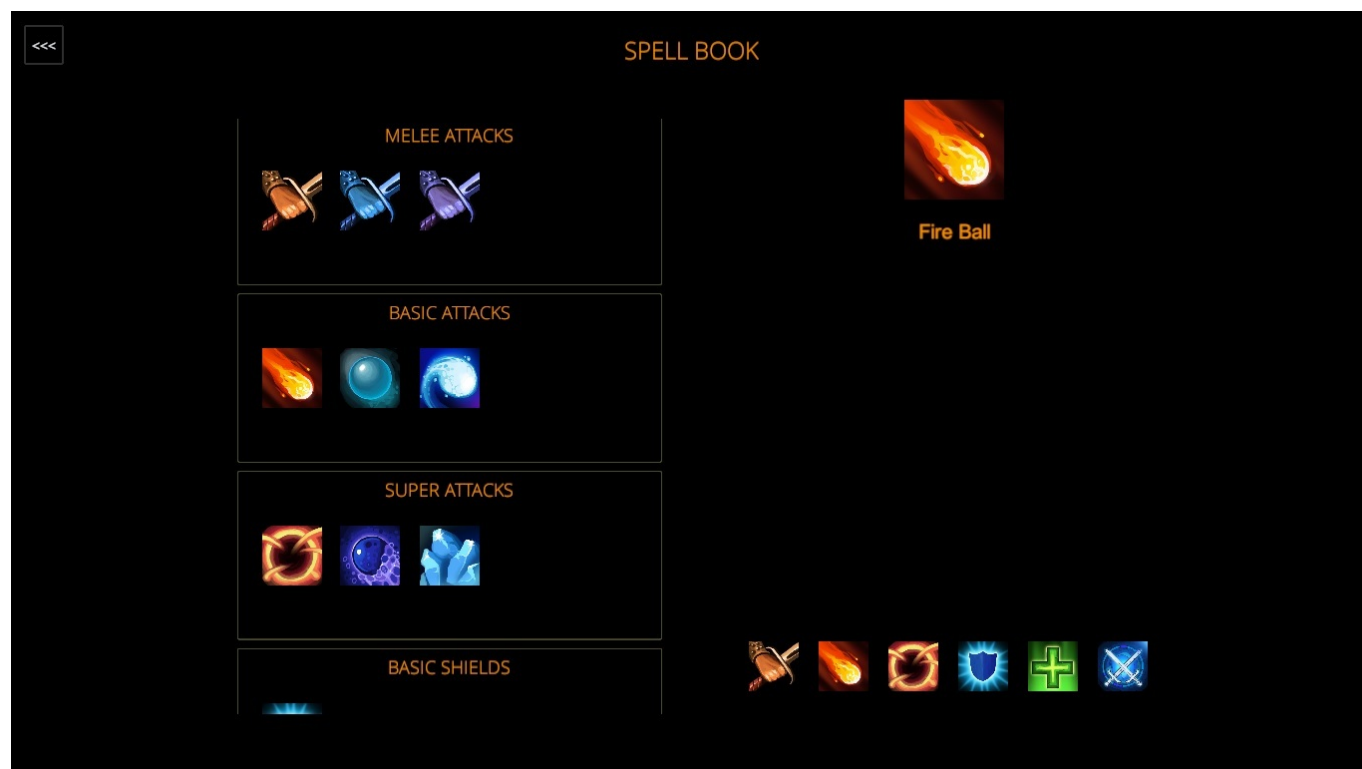 <<<
SPELL BOOK
MELEE ATTACKS
BASIC ATTACKS
SUPER ATTACKS
BASIC SHIELDS
Fire Ball